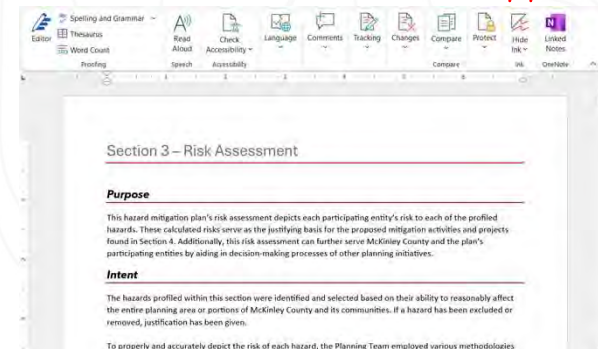 Spelling and Grammar
Thesaurus
Word Count
Editor
Read Aloud
Check Accessibility
Language
Comments
Tracking
Changes
Compare
Protect
Hide Ink
Linked Notes
Proofing
Speech
Accessibility
Compare
Ink
OneNote
Section 3 – Risk Assessment
Purpose
This hazard mitigation plan's risk assessment depicts each participating entity's risk to each of the profiled
hazards. These calculated risks serve as the justifying basis for the proposed mitigation activities and projects
found in Section 4. Additionally, this risk assessment can further serve McKinley County and the plan's
participating entities by aiding in decision-making processes of other planning initiatives.
Intent
The hazards profiled within this section were identified and selected based on their ability to reasonably affect
the entire planning area or portions of McKinley County and its communities. If a hazard has been excluded or
removed, justification has been given.
To properly and accurately depict the risk of each hazard, the Planning Team employed various methodologies